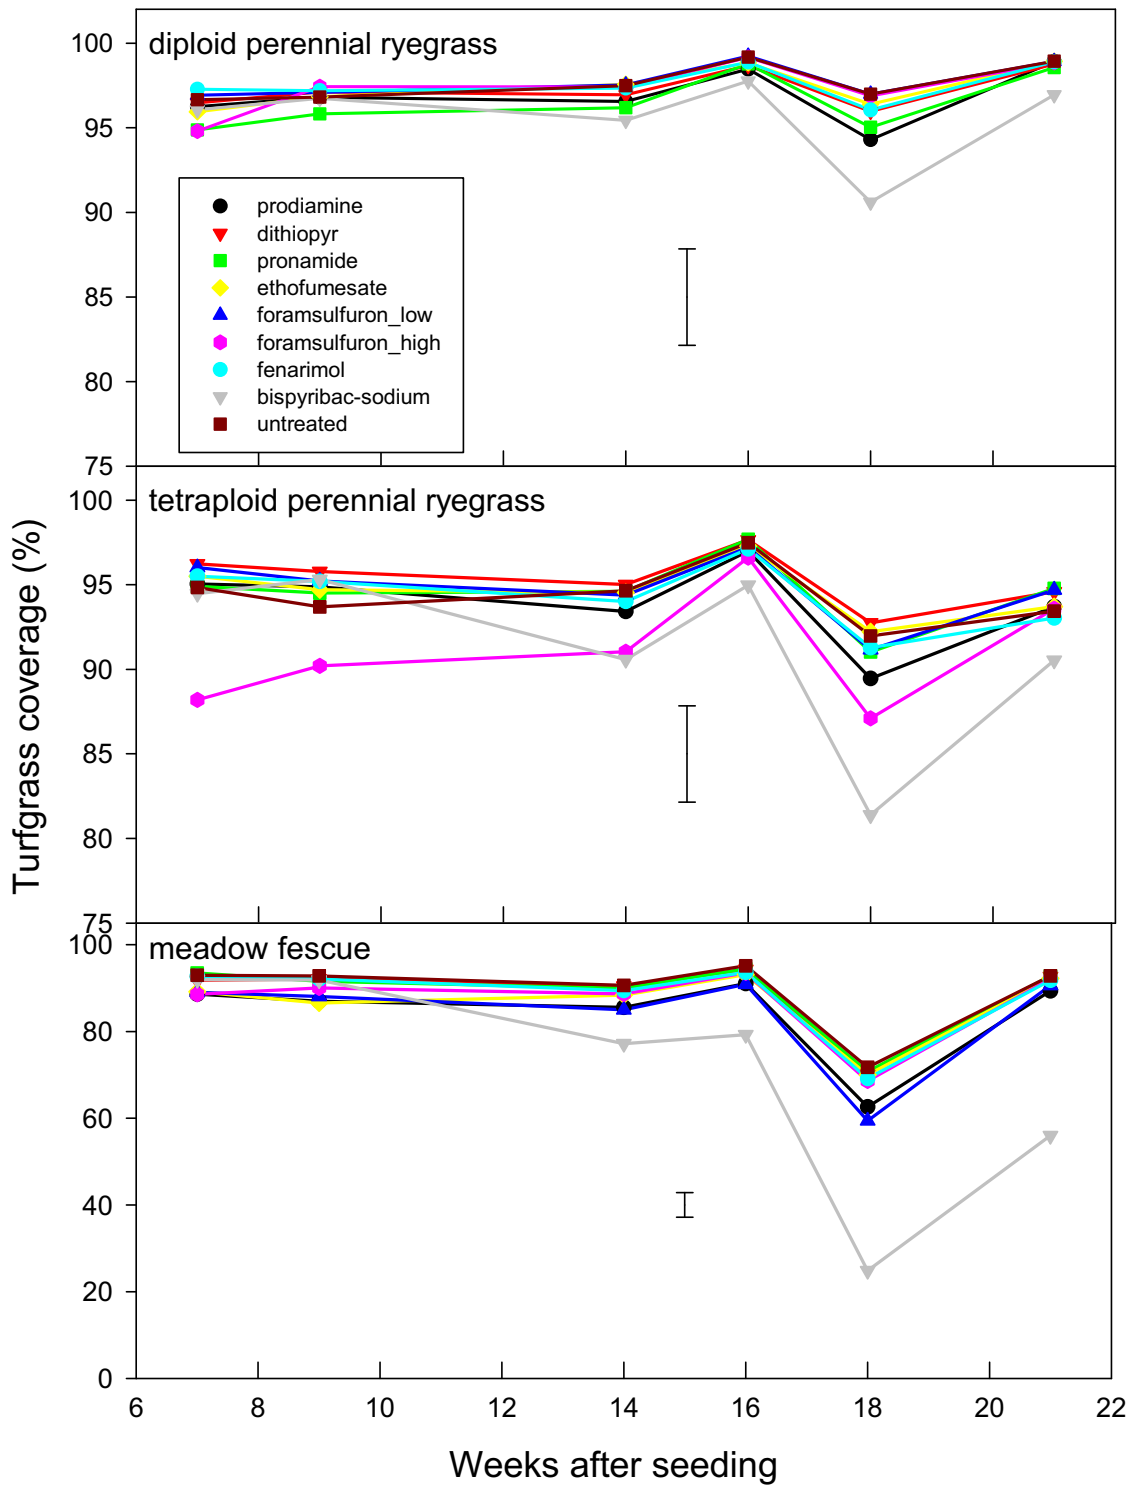 diploid perennial ryegrass
100
95
90
85
80
75
prodiamine
dithiopyr
pronamide
ethofumesate
foramsulfuron_low
foramsulfuron_high
fenarimol
bispyribac-sodium
untreated
tetraploid perennial ryegrass
100
95
90
85
80
75
Turfgrass coverage (%)
meadow fescue
100
80
60
40
20
0
6 8 10 12 14 16 18 20 22
Weeks after seeding